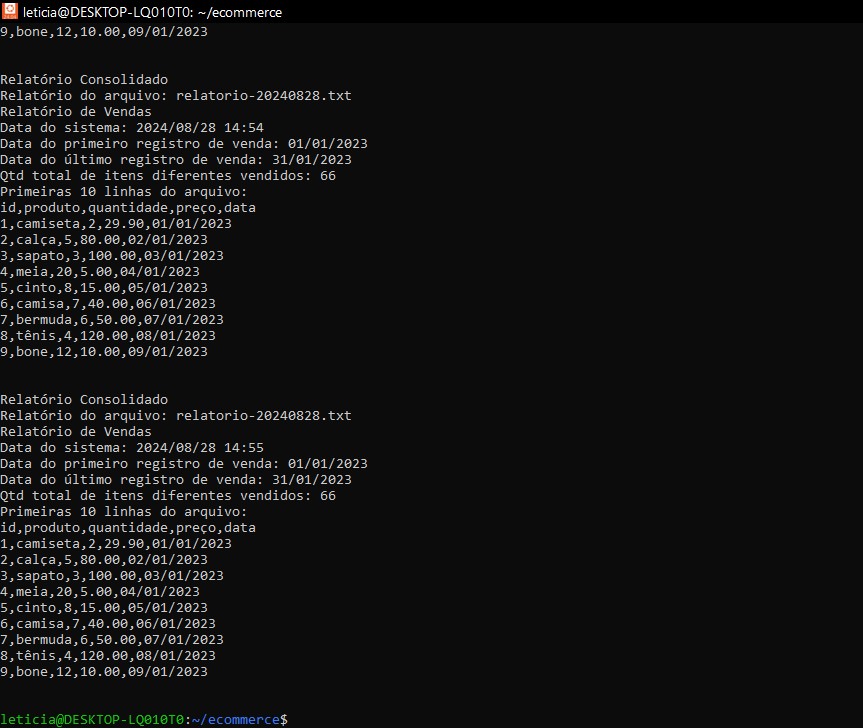 leticia@DESKTOP-LQ010T0: ~/ecommerce
9,bone,12,10.00,09/01/2023
Relatório Consolidado
Relatório do arquivo: relatorio-20240828.txt
Relatório de Vendas
Data do sistema: 2024/08/28 14:54
Data do primeiro registro de venda: 01/01/2023
Data do último registro de venda: 31/01/2023
Qtd total de itens diferentes vendidos: 66
Primeiras 10 linhas do arquivo:
id,produto,quantidade,preço,data
1,camiseta,2,29.90,01/01/2023
2,calça,5,80.00,02/01/2023
3,sapato,3,100.00,03/01/2023
4,meia,20,5.00,04/01/2023
5,cinto,8,15.00,05/01/2023
6,camisa,7,40.00,06/01/2023
7,bermuda,6,50.00,07/01/2023
8,tênis,4,120.00,08/01/2023
9,bone,12,10.00,09/01/2023
Relatório Consolidado
Relatório do arquivo: relatorio-20240828.txt
Relatório de Vendas
Data do sistema: 2024/08/28 14:55
Data do primeiro registro de venda: 01/01/2023
Data do último registro de venda: 31/01/2023
Qtd total de itens diferentes vendidos: 66
Primeiras 10 linhas do arquivo:
id,produto,quantidade,preço,data
1,camiseta,2,29.90,01/01/2023
2,calça,5,80.00,02/01/2023
3,sapato,3,100.00,03/01/2023
4,meia,20,5.00,04/01/2023
5,cinto,8,15.00,05/01/2023
6,camisa,7,40.00,06/01/2023
7,bermuda,6,50.00,07/01/2023
8,tênis,4,120.00,08/01/2023
9,bone,12,10.00,09/01/2023
leticia@DESKTOP-LQ010T0:~/ecommerce$